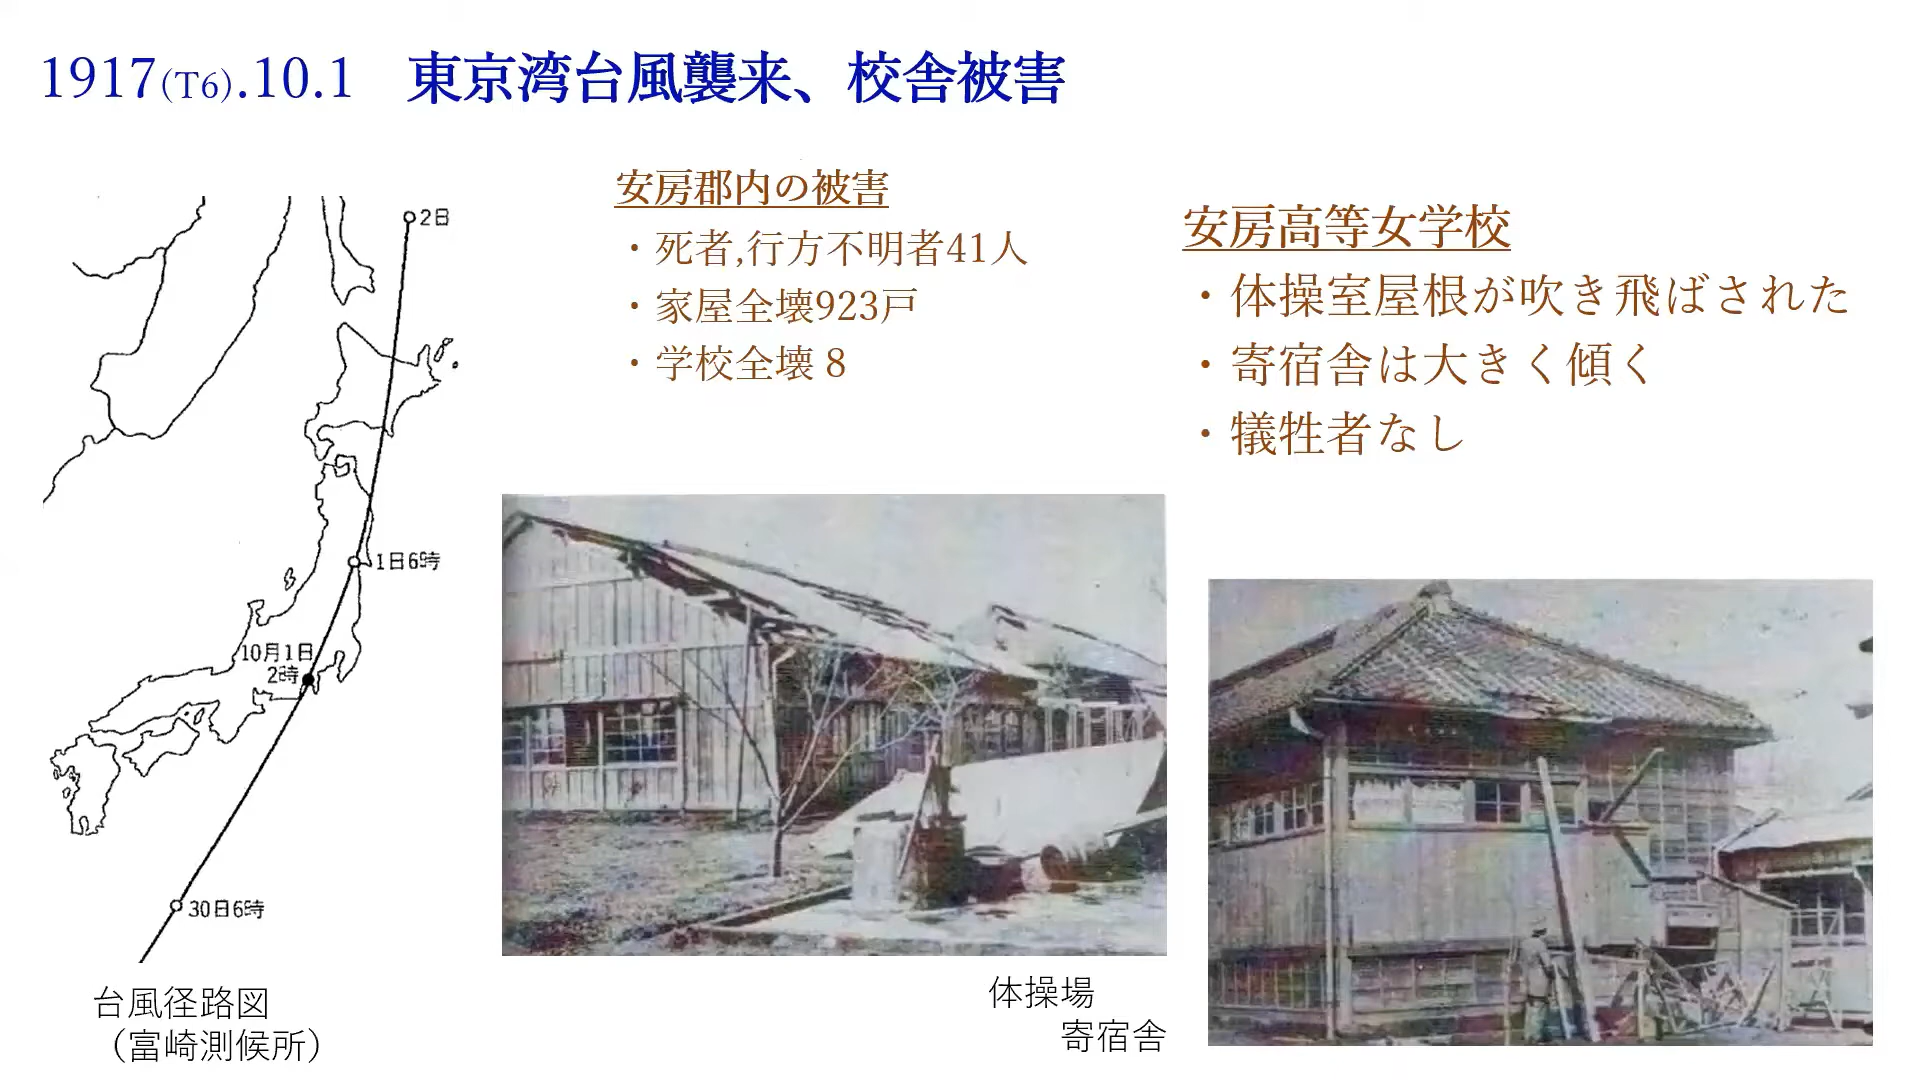 1917(T6).10.1 東京湾台風襲来、校舎被害
安房郡内の被害
・死者,行方不明者41人
・家屋全壊923戸
・学校全壊８
安房高等女学校
・体操室屋根が吹き飛ばされた
・寄宿舎は大きく傾く
・犠牲者なし
2日
1日6時
10月1日
2時
30日6時
台風径路図
（富崎測候所）
体操場
寄宿舎